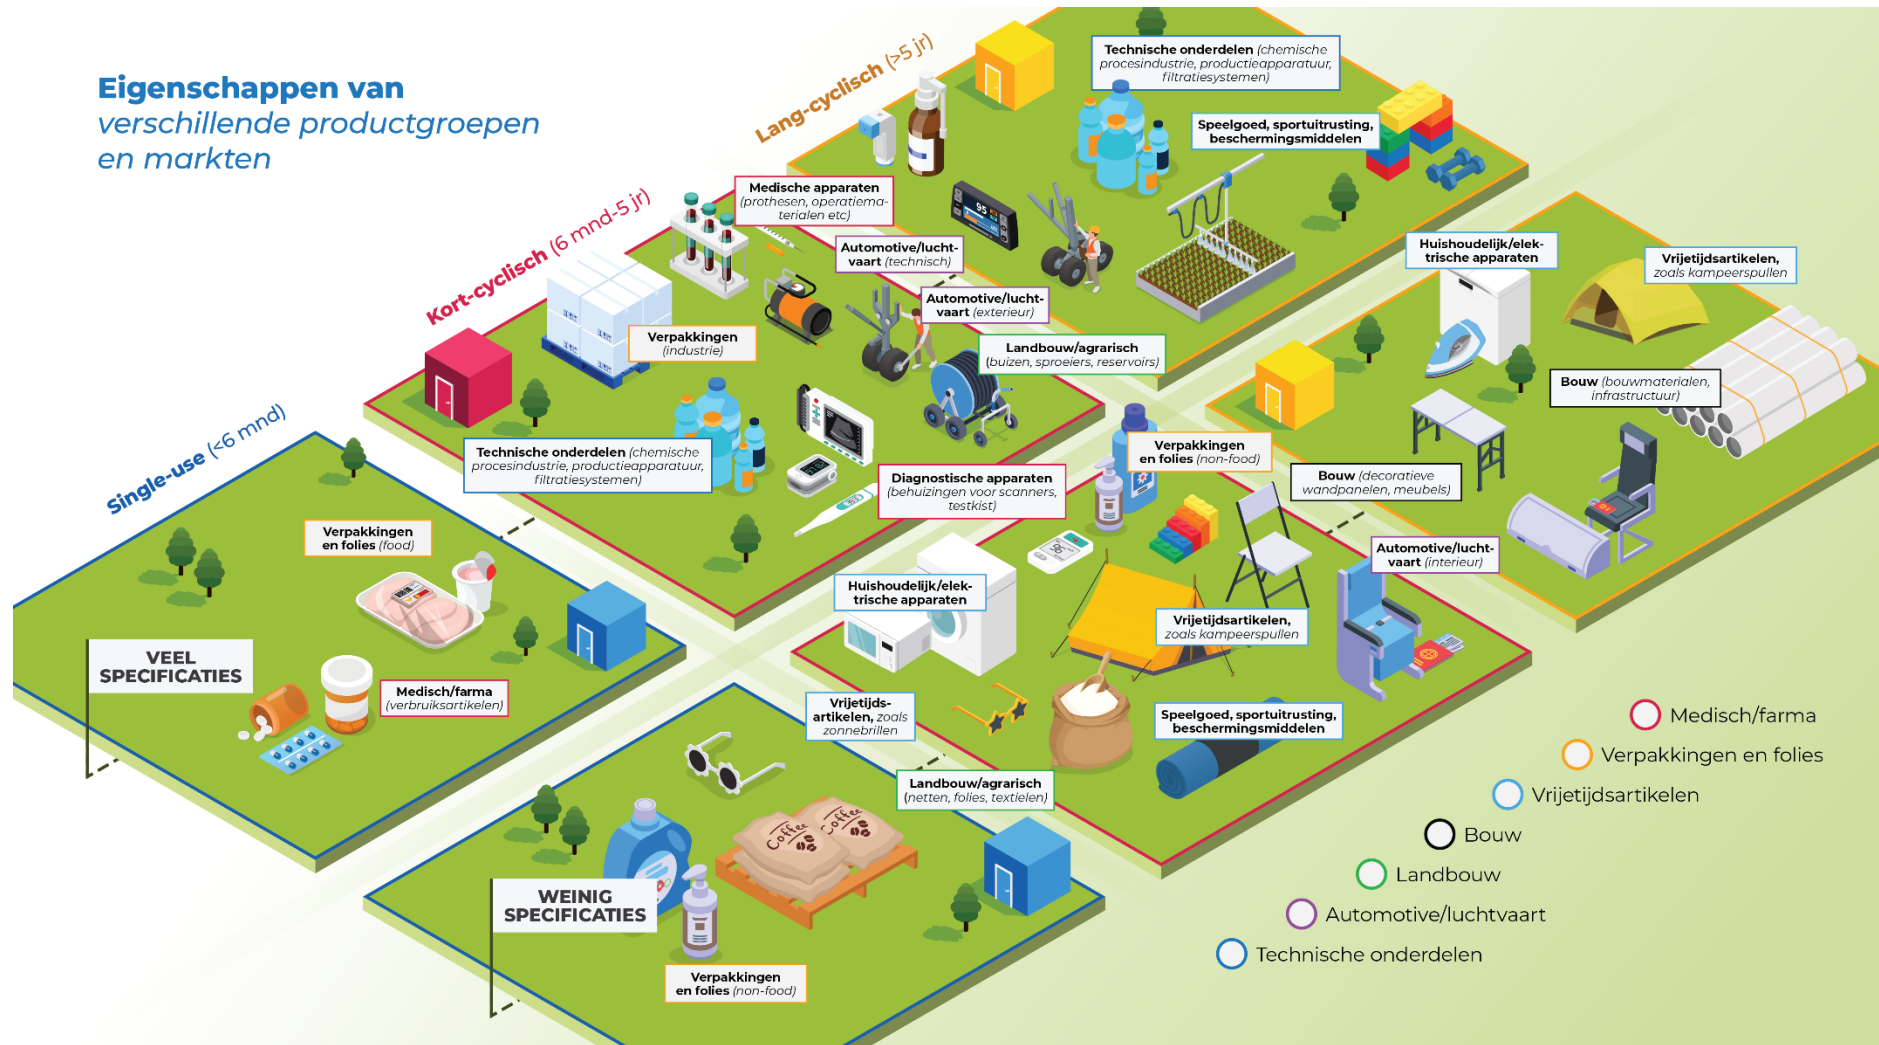 Eigenschappen van
verschillende productgroepen
en markten
Lang-cyclisch (>5 jr)
Technische onderdelen (chemische
procesindustrie, productieapparatuur,
filtratiesystemen)
Speelgoed, sportuitrusting,
beschermingsmiddelen
95
Kort-cyclisch (6 mnd-5 jr)
Medische apparaten
(prothesen, operatiema-
terialen etc)
Automotive/lucht-
vaart (technisch)
Automotive/lucht-
vaart (exterieur)
Verpakkingen
(industrie)
Landbouw/agrarisch
(buizen, sproeiers, reservoirs)
Technische onderdelen (chemische
procesindustrie, productieapparatuur,
filtratiesystemen)
Diagnostische apparaten
(behuizingen voor scanners,
testkist)
Huishoudelijk/elek-
trische apparaten
Vrijetijdsartikelen,
zoals kampeerspullen
Bouw (bouwmaterialen,
infrastructuur)
Bouw (decoratieve
wandpanelen, meubels)
Automotive/lucht-
vaart (interieur)
Verpakkingen
en folies (non-food)
96
Huishoudelijk/elek-
trische apparaten
Vrijetijdsartikelen,
zoals kampeerspullen
Vrijetijds-
artikelen, zoals
zonnebrillen
Speelgoed, sportuitrusting,
beschermingsmiddelen
Landbouw/agrarisch
(netten, folies, textielen)
Single-use (<6 mnd)
Verpakkingen
en folies (food)
VEEL
SPECIFICATIES
Medisch/farma
(verbruiksartikelen)
Coffee
Coffee
WEINIG
SPECIFICATIES
Verpakkingen
en folies (non-food)
Medisch/farma
Verpakkingen en folies
Vrijetijdsartikelen
Bouw
Landbouw
Automotive/luchtvaart
Technische onderdelen